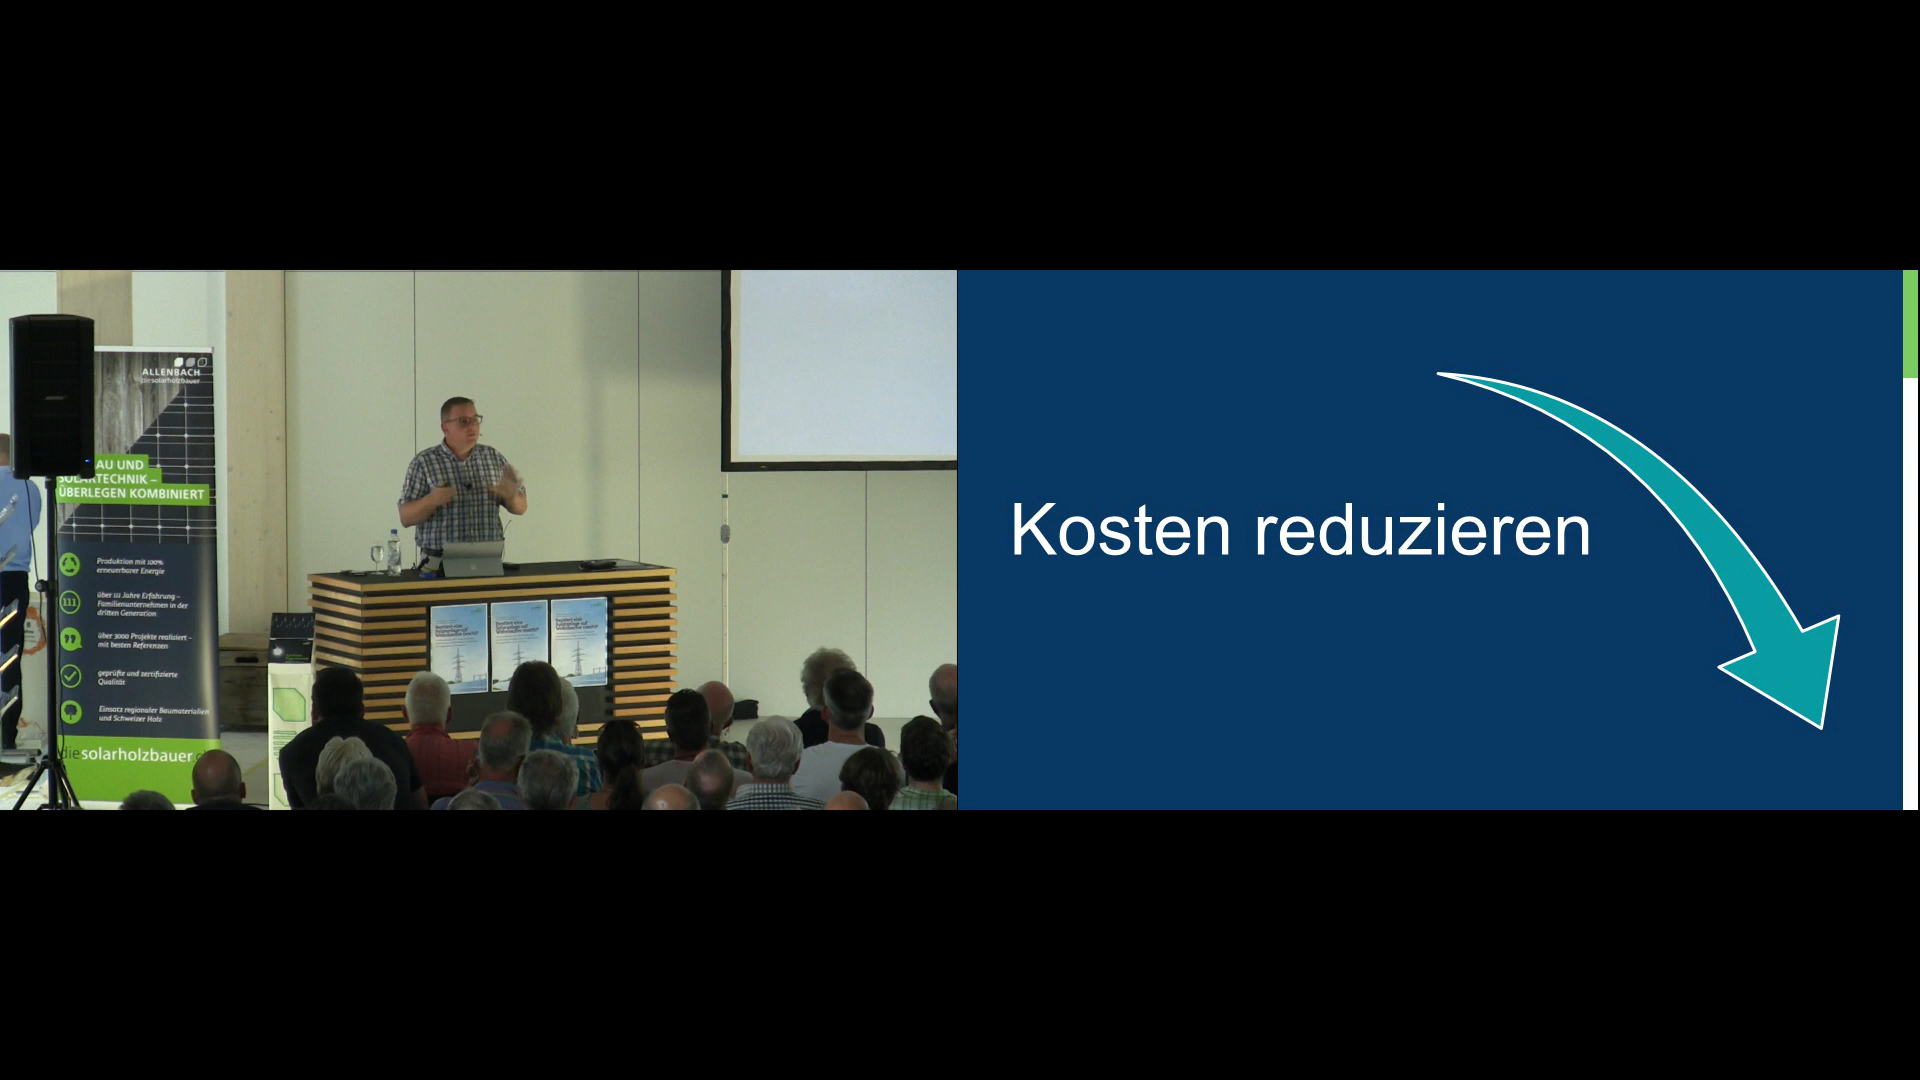 ALLENBACH
diesolarholzbauer
AU UND
SOLARTECHNIK –
ÜBERLEGEN KOMBINIERT
Produktion mit 100%
erneuerbarer Energie
111
über 111 Jahre Erfahrung –
Familienunternehmen in der
dritten Generation
über 3000 Projekte realisiert –
mit besten Referenzen
geprüfte und zertifizierte
Qualität
Einsatz regionaler Baumaterialien
und Schweizer Holz
diesolarholzbauer.c
Kosten reduzieren